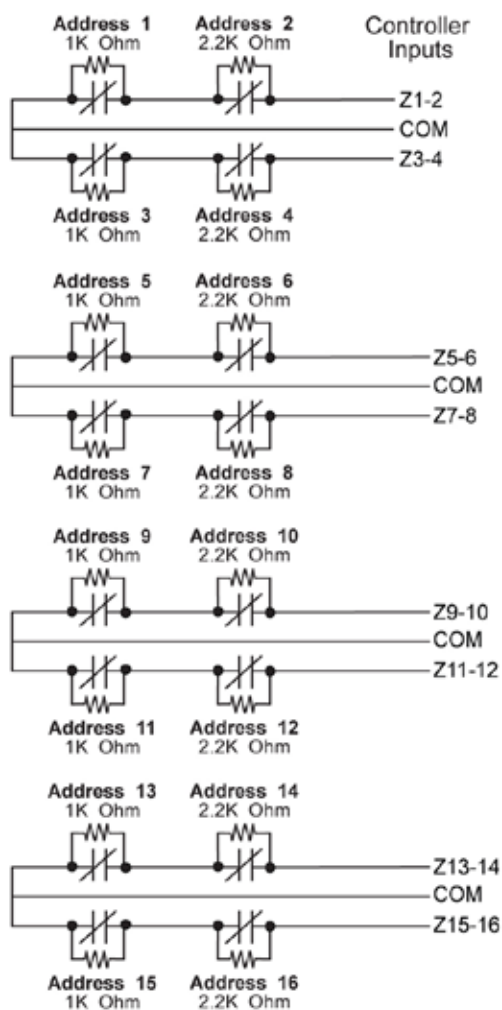 Address 1 Address 2 Controller
1K Ohm 2.2K Ohm Inputs
Z1-2
COM
Z3-4
Address 3 Address 4
1K Ohm 2.2K Ohm
Address 5 Address 6
1K Ohm 2.2K Ohm
Z5-6
COM
Z7-8
Address 7 Address 8
1K Ohm 2.2K Ohm
Address 9 Address 10
1K Ohm 2.2K Ohm
Z9-10
COM
Z11-12
Address 11 Address 12
1K Ohm 2.2K Ohm
Address 13 Address 14
1K Ohm 2.2K Ohm
Z13-14
COM
Z15-16
Address 15 Address 16
1K Ohm 2.2K Ohm